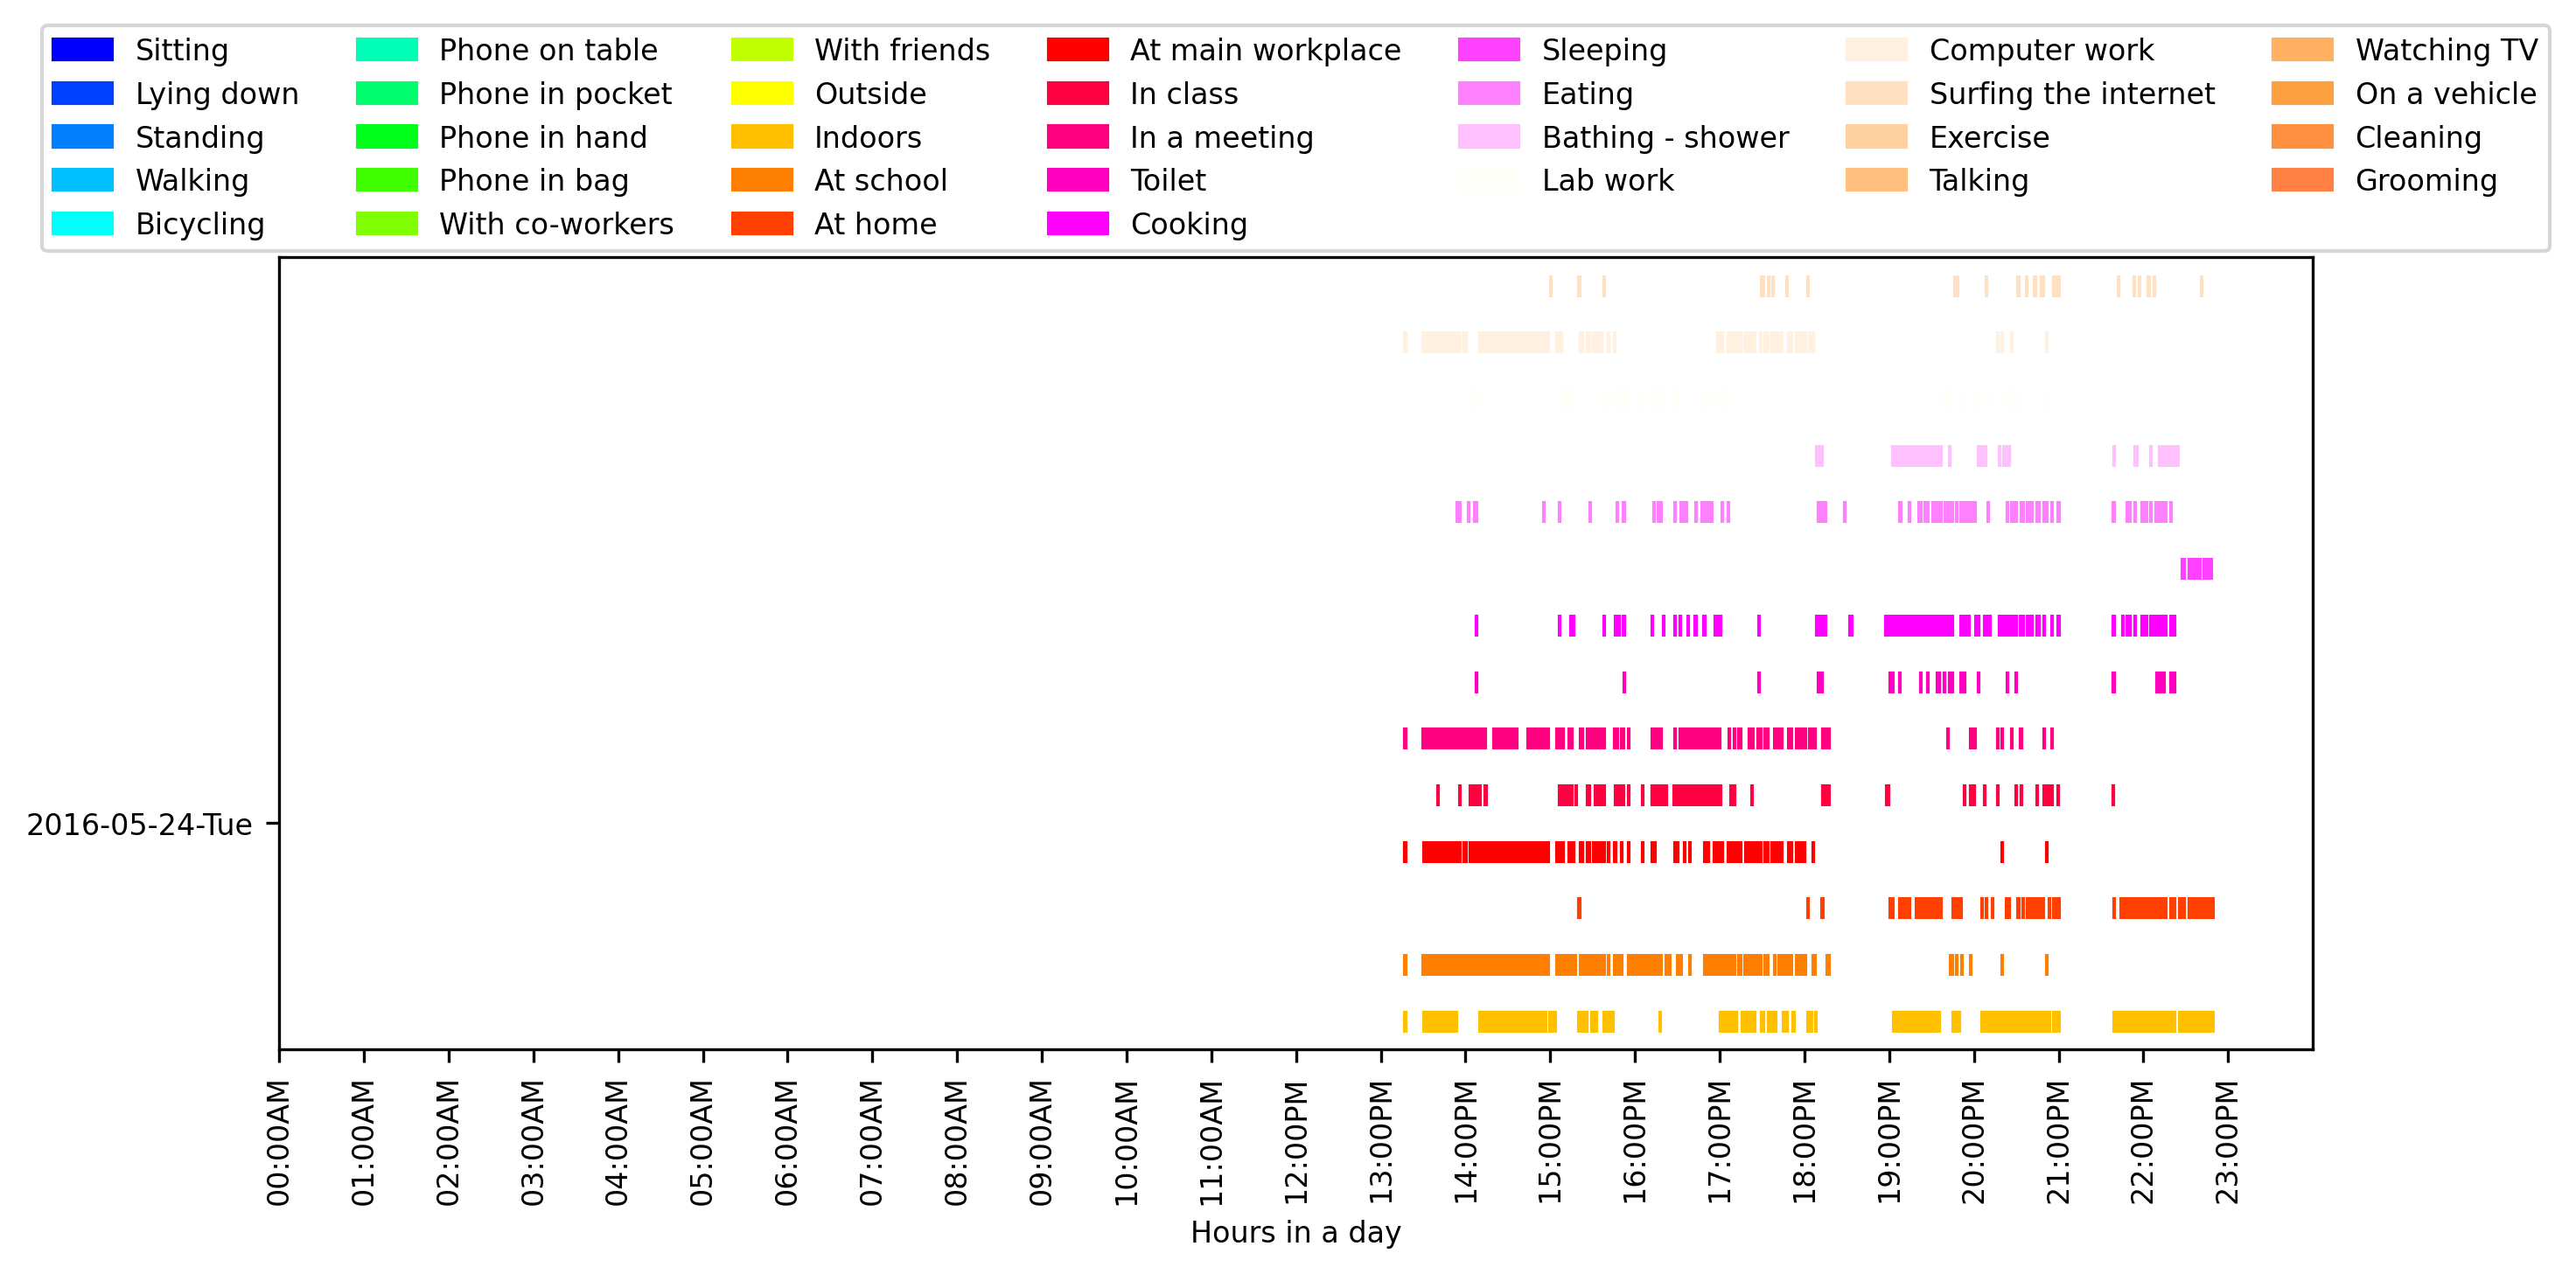 Sitting Phone on table With friends At main workplace Sleeping Computer work Watching TV
Lying down Phone in pocket Outside In class Eating Surfing the internet On a vehicle
Standing Phone in hand Indoors In a meeting Bathing - shower Exercise Cleaning
Walking Phone in bag At school Toilet Lab work Talking Grooming
Bicycling With co-workers At home Cooking
2016-05-24-Tue
00:00AM 01:00AM 02:00AM 03:00AM 04:00AM 05:00AM 06:00AM 07:00AM 08:00AM 09:00AM 10:00AM 11:00AM 12:00PM 13:00PM 14:00PM 15:00PM 16:00PM 17:00PM 18:00PM 19:00PM 20:00PM 21:00PM 22:00PM 23:00PM
Hours in a day